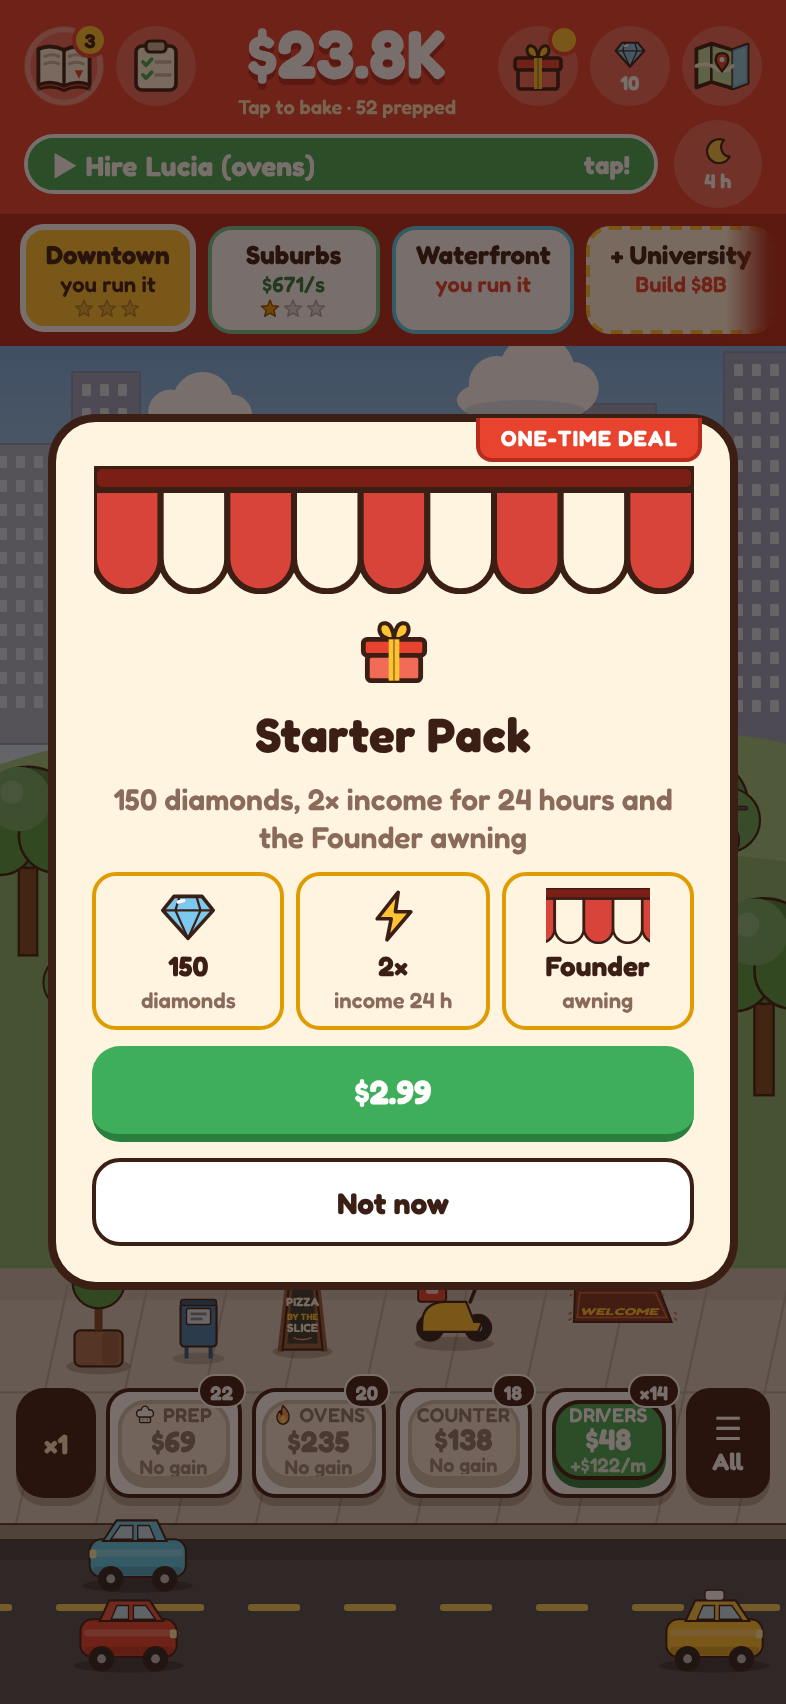 3
$23.8K
10
Tap to bake · 52 prepped
▶ Hire Lucia (ovens) tap!
4 h
Downtown
you run it
Suburbs
$671/s
Waterfront
you run it
+ University
Build $8B
ONE-TIME DEAL
Starter Pack
150 diamonds, 2x income for 24 hours and
the Founder awning
150
diamonds
2x
income 24 h
Founder
awning
$2.99
Not now
PIZZA
BY THE
SLICE
WELCOME
x1
22
PREP
$69
No gain
20
OVENS
$235
No gain
18
COUNTER
$138
No gain
x14
DRIVERS
$48
+$122/m
All